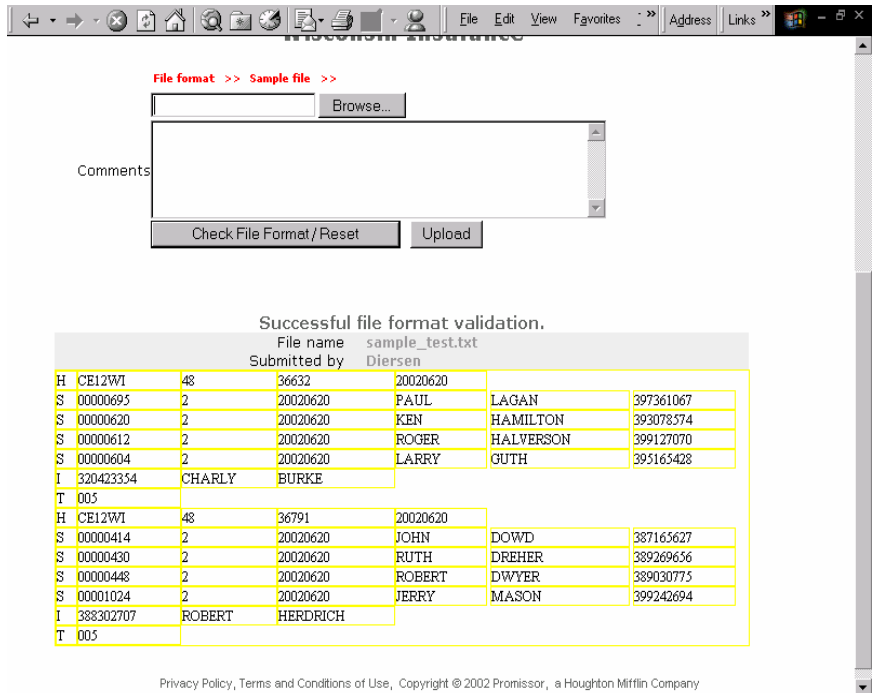 File Edit View Favorites » Address Links »
Wisconsin Insurance
File format >> Sample file >>
Browse...
Comments
Check File Format / Reset Upload
Successful file format validation.
File name sample_test.txt
Submitted by Diersen
H CE12WI 48 36632 20020620
S 00000695 2 20020620 PAUL LAGAN 397361067
S 00000620 2 20020620 KEN HAMILTON 393078574
S 00000612 2 20020620 ROGER HALVERSON 399127070
S 00000604 2 20020620 LARRY GUTH 395165428
I 320423354 CHARLY BURKE
T 005
H CE12WI 48 36791 20020620
S 00000414 2 20020620 JOHN DOWD 387165627
S 00000430 2 20020620 RUTH DREHER 389269656
S 00000448 2 20020620 ROBERT DWYER 389030775
S 00001024 2 20020620 JERRY MASON 399242694
I 388302707 ROBERT HERDRICH
T 005
Privacy Policy, Terms and Conditions of Use, Copyright © 2002 Promissor, a Houghton Mifflin Company